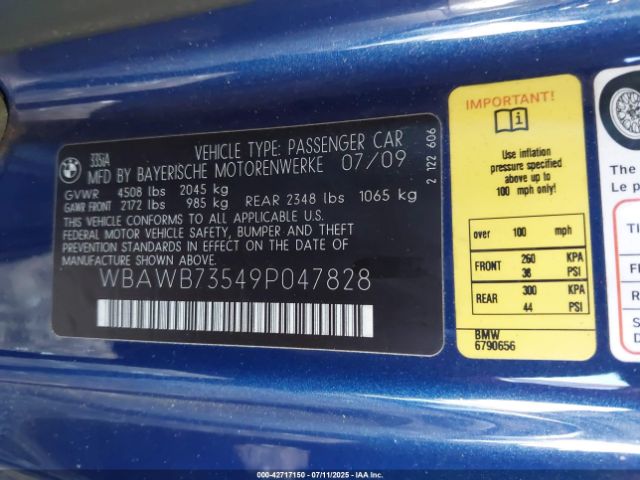 BMW
335iA
VEHICLE TYPE: PASSENGER CAR
MFD BY BAYERISCHE MOTORENWERKE 07/09
GVWR 4508 lbs 2045 kg
GAWR FRONT 2172 lbs 985 kg REAR 2348 lbs 1065 kg
THIS VEHICLE CONFORMS TO ALL APPLICABLE U.S.
FEDERAL MOTOR VEHICLE SAFETY, BUMPER AND THEFT
PREVENTION STANDARDS IN EFFECT ON THE DATE OF
MANUFACTURE SHOWN ABOVE.
WBAWB73549P047828
2 122 606
IMPORTANT!
Use inflation
pressure specified
above up to
100 mph only!
over 100 mph
FRONT 260 KPA
38 PSI
REAR 300 KPA
44 PSI
BMW
6790656
The
Le p
Ti
F
R
S
D
000-42717150 - 07/11/2025 - IAA Inc.